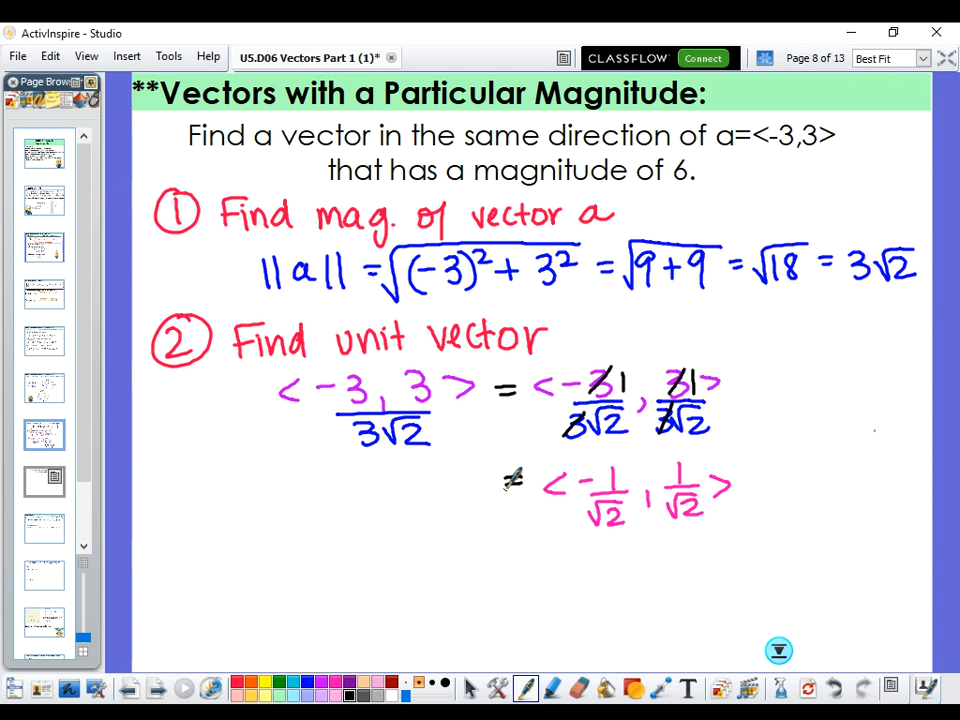 ActivInspire - Studio
File Edit View Insert Tools Help U5.D06 Vectors Part 1 (1)* CLASSFLOW Connect Page 8 of 13 Best Fit
Page Brow
**Vectors with a Particular Magnitude:
Find a vector in the same direction of a=<-3,3>
that has a magnitude of 6.
① Find mag. of vector a
||a|| = √((-3)² + 3²) = √(9+9) = √18 = 3√2
② Find unit vector
< -3, 3 > / 3√2 = < -31/3√2, 31/3√2 >
= < -1/√2, 1/√2 >
T